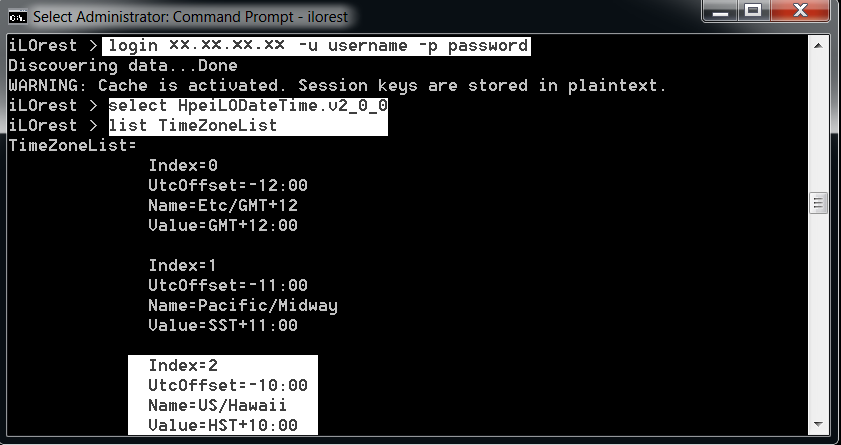 Select Administrator: Command Prompt - ilorest
iLOrest > login xx.xx.xx.xx -u username -p password
Discovering data...Done
WARNING: Cache is activated. Session keys are stored in plaintext.
iLOrest > select HpeiLODateTime.v2_0_0
iLOrest > list TimeZoneList
TimeZoneList=
Index=0
UtcOffset=-12:00
Name=Etc/GMT+12
Value=GMT+12:00
Index=1
UtcOffset=-11:00
Name=Pacific/Midway
Value=SST+11:00
Index=2
UtcOffset=-10:00
Name=US/Hawaii
Value=HST+10:00